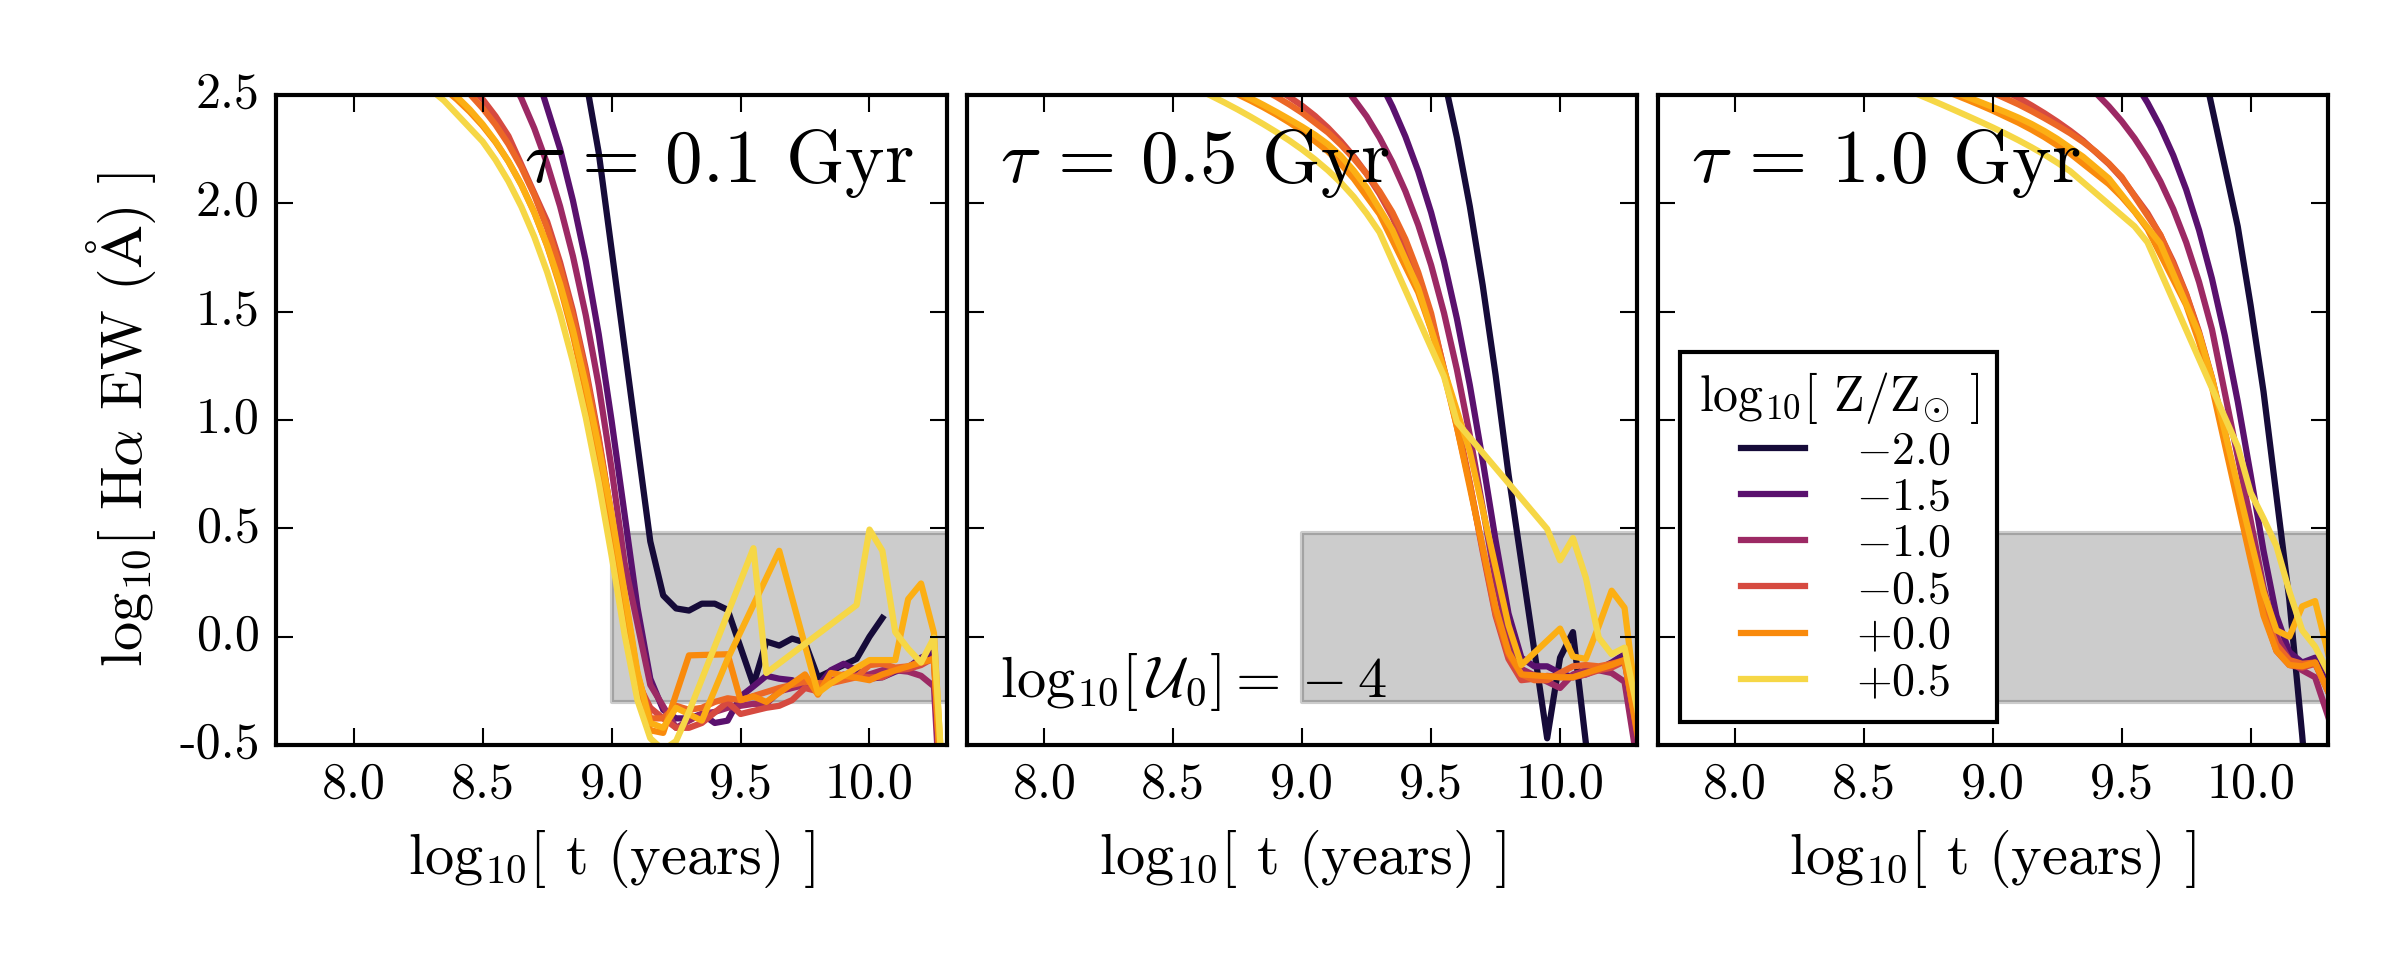 τ = 0.1 Gyr
τ = 0.5 Gyr
τ = 1.0 Gyr
log₁₀[ Hα EW (Å) ]
2.5
2.0
1.5
1.0
0.5
0.0
-0.5
log₁₀[𝒰₀] = −4
log₁₀[ Z/Z⊙ ]
−2.0
−1.5
−1.0
−0.5
+0.0
+0.5
8.0 8.5 9.0 9.5 10.0
8.0 8.5 9.0 9.5 10.0
8.0 8.5 9.0 9.5 10.0
log₁₀[ t (years) ]
log₁₀[ t (years) ]
log₁₀[ t (years) ]